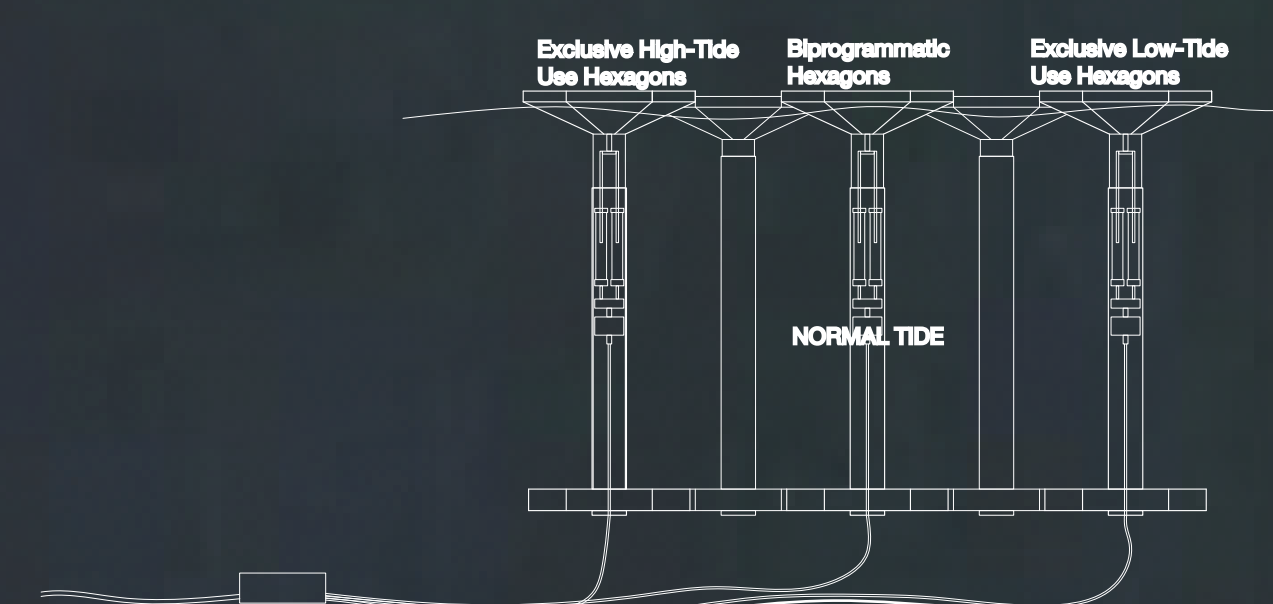 Exclusive High-Tide
Use Hexagons
Biprogrammatic
Hexagons
Exclusive Low-Tide
Use Hexagons
NORMAL TIDE